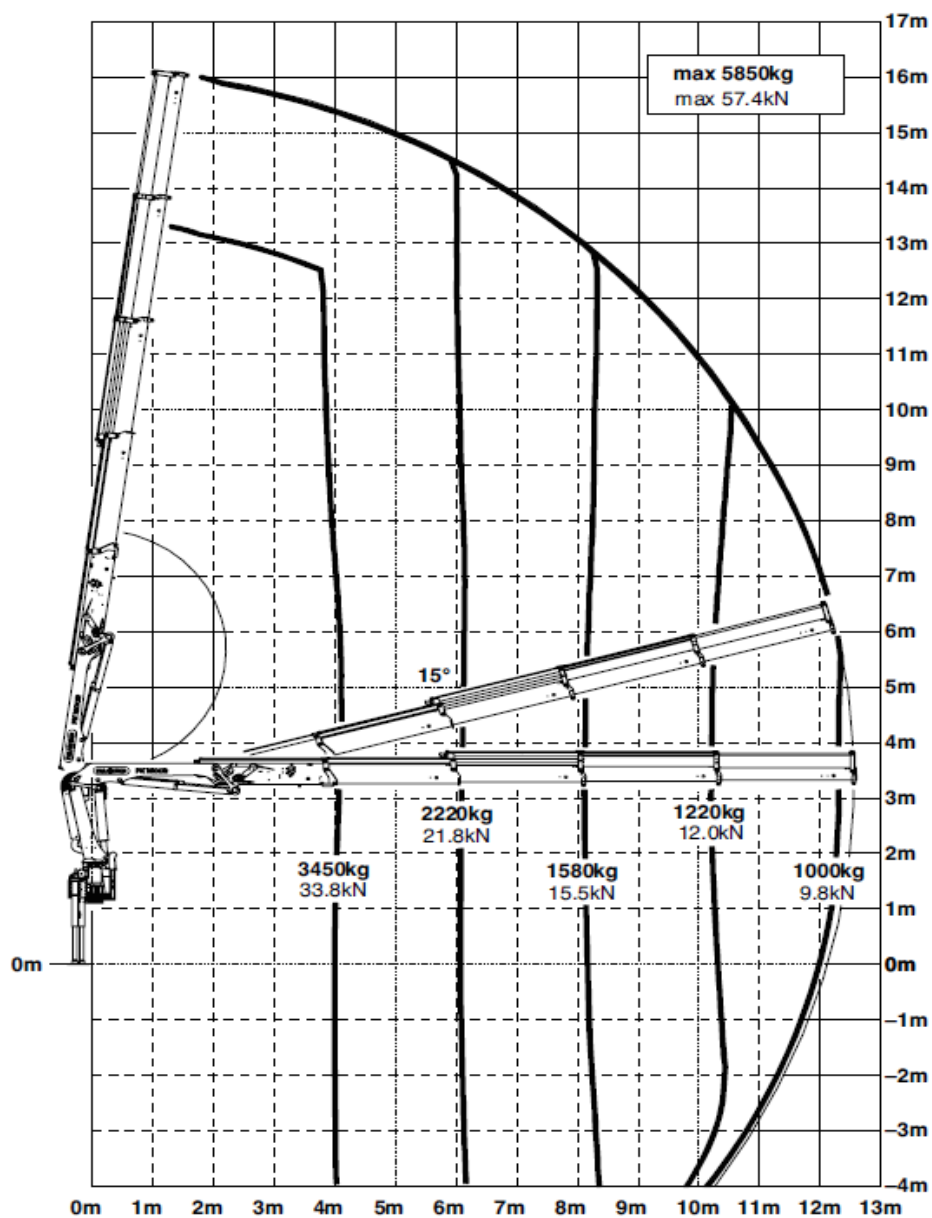 17m
max 5850kg
max 57.4kN
16m
15m
14m
13m
12m
11m
10m
9m
8m
7m
6m
15°
5m
4m
3m
2220kg
21.8kN
1220kg
12.0kN
2m
3450kg
33.8kN
1580kg
15.5kN
1000kg
9.8kN
1m
0m
0m
–1m
–2m
–3m
–4m
0m 1m 2m 3m 4m 5m 6m 7m 8m 9m 10m 11m 12m 13m